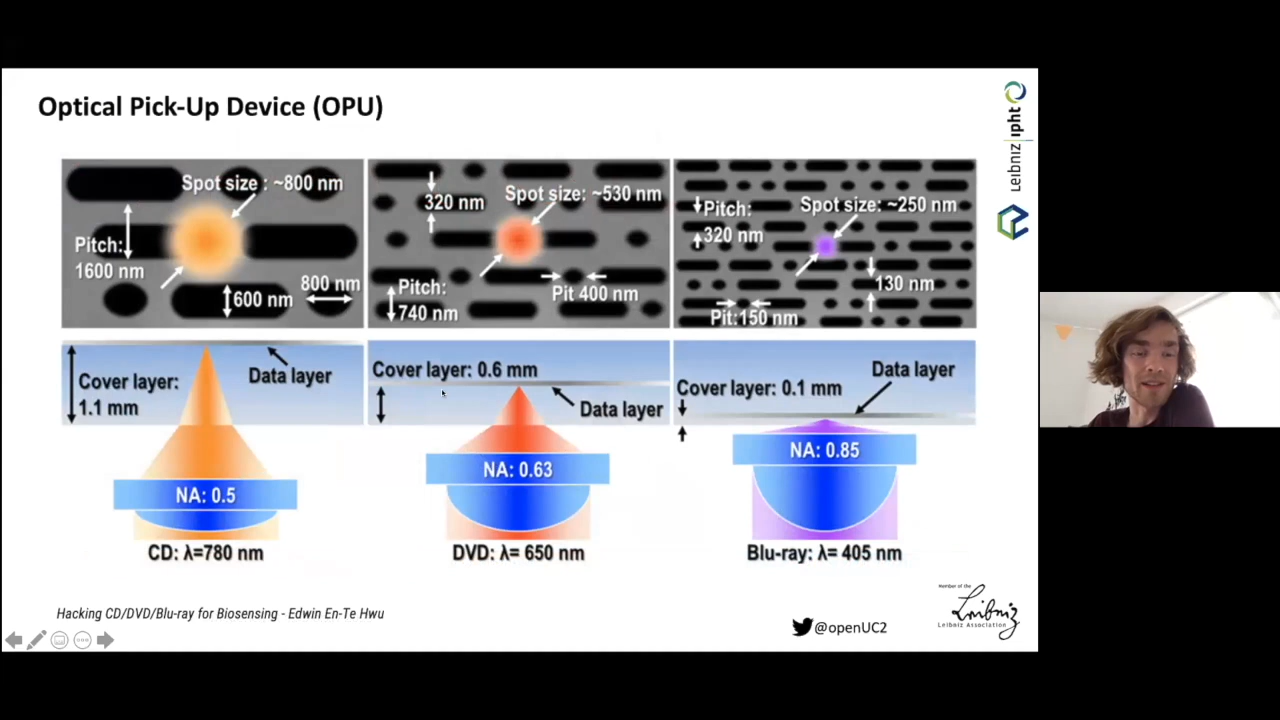 Optical Pick-Up Device (OPU)
Leibniz ipht
Spot size : ~800 nm
Pitch:
1600 nm
600 nm
800 nm
Spot size: ~530 nm
320 nm
Pitch:
740 nm
Pit 400 nm
Spot size: ~250 nm
Pitch:
320 nm
130 nm
Pit:150 nm
Cover layer:
1.1 mm
Data layer
NA: 0.5
CD: λ=780 nm
Cover layer: 0.6 mm
Data layer
NA: 0.63
DVD: λ= 650 nm
Cover layer: 0.1 mm
Data layer
NA: 0.85
Blu-ray: λ= 405 nm
Hacking CD/DVD/Blu-ray for Biosensing - Edwin En-Te Hwu
@openUC2
Member of the
Leibniz
Leibniz Association